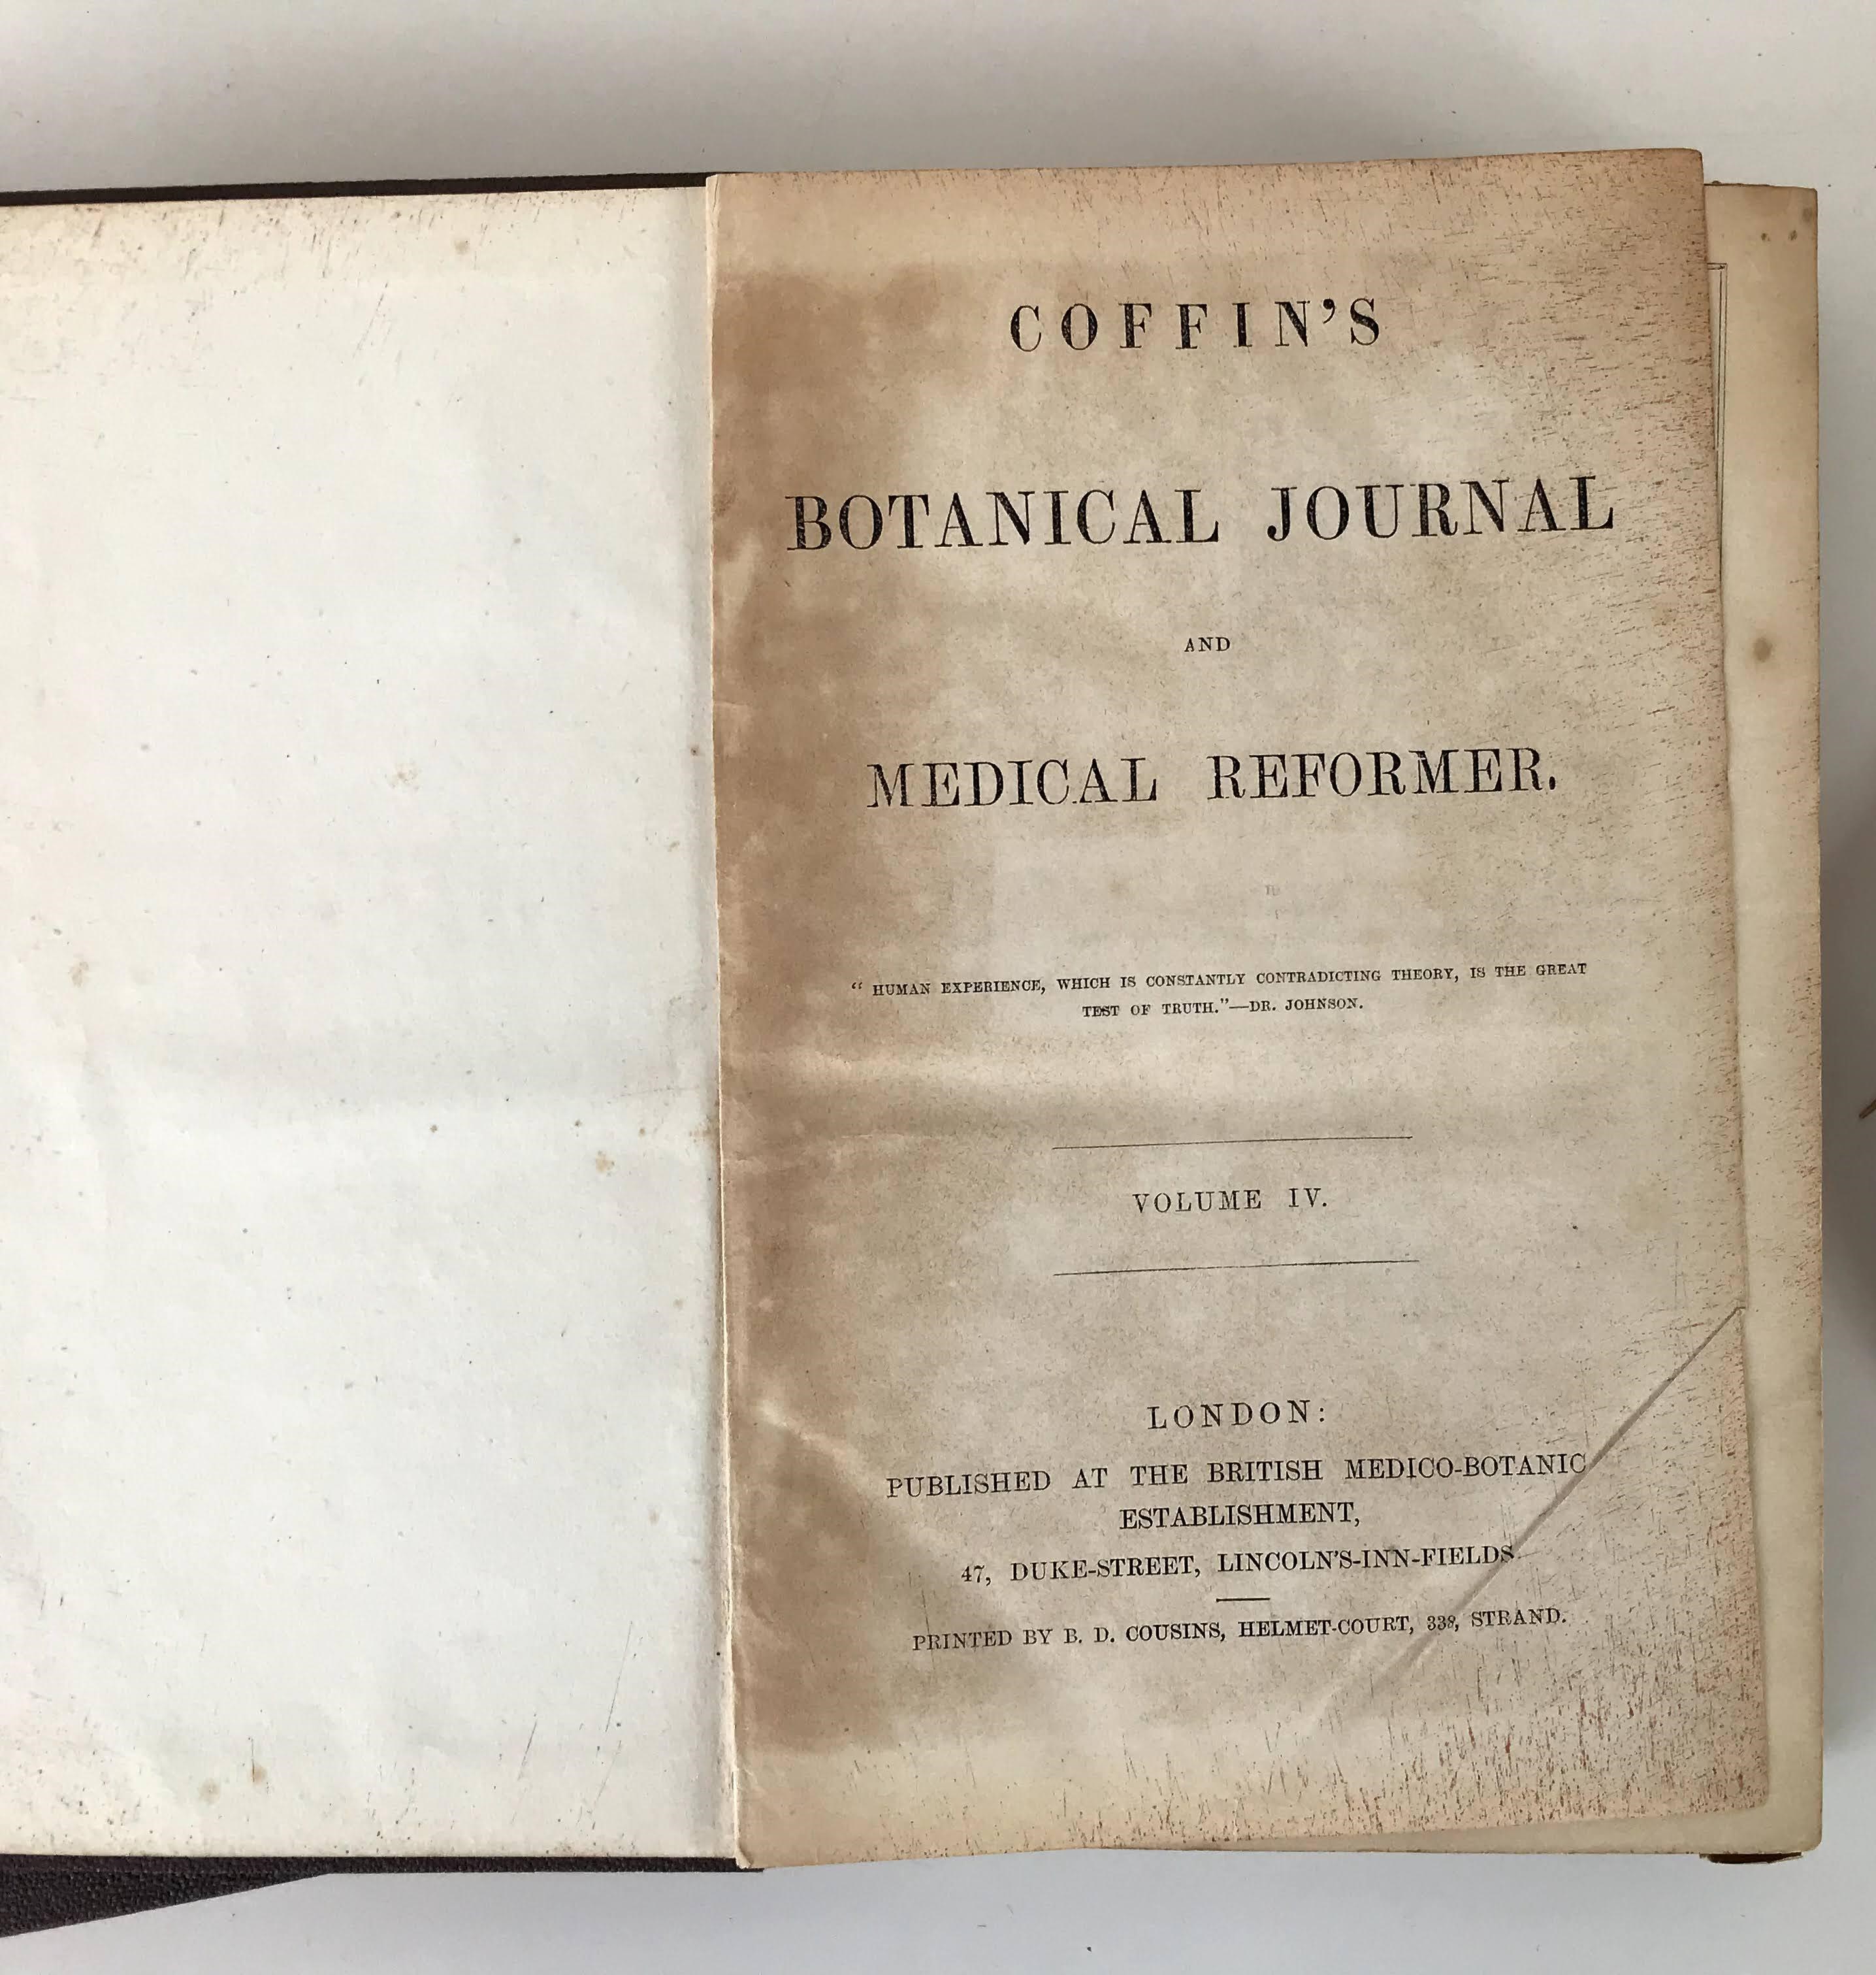 COFFIN'S
BOTANICAL JOURNAL
AND
MEDICAL REFORMER.
“ HUMAN EXPERIENCE, WHICH IS CONSTANTLY CONTRADICTING THEORY, IS THE GREAT
TEST OF TRUTH.”—DR. JOHNSON.
VOLUME IV.
LONDON:
PUBLISHED AT THE BRITISH MEDICO-BOTANIC
ESTABLISHMENT,
47, DUKE-STREET, LINCOLN'S-INN-FIELDS
PRINTED BY B. D. COUSINS, HELMET-COURT, 338, STRAND.